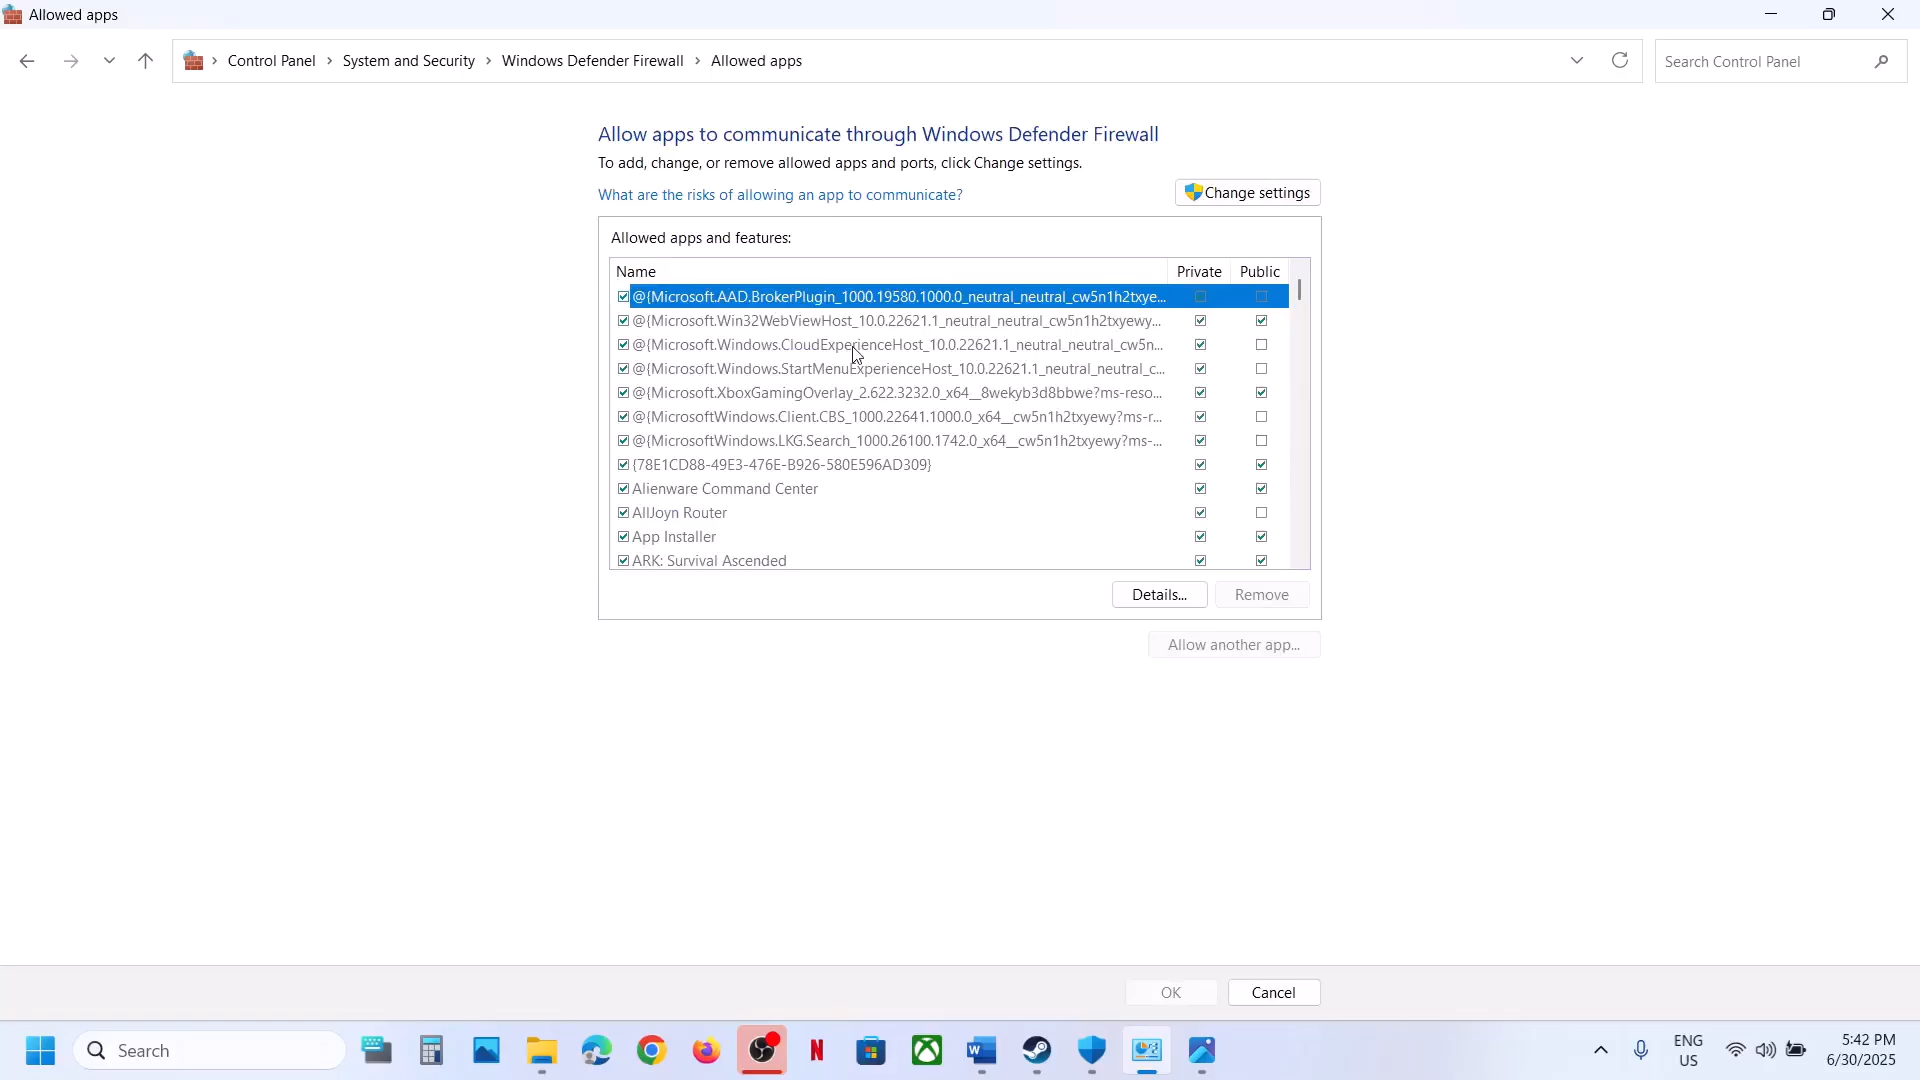 Allowed apps
Control Panel > System and Security > Windows Defender Firewall > Allowed apps
Search Control Panel
Allow apps to communicate through Windows Defender Firewall
To add, change, or remove allowed apps and ports, click Change settings.
What are the risks of allowing an app to communicate?
Change settings
Allowed apps and features:
Name Private Public
@{Microsoft.AAD.BrokerPlugin_1000.19580.1000.0_neutral_neutral_cw5n1h2txye...
@{Microsoft.Win32WebViewHost_10.0.22621.1_neutral_neutral_cw5n1h2txyewy...
@{Microsoft.Windows.CloudExperienceHost_10.0.22621.1_neutral_neutral_cw5n...
@{Microsoft.Windows.StartMenuExperienceHost_10.0.22621.1_neutral_neutral_c...
@{Microsoft.XboxGamingOverlay_2.622.3232.0_x64__8wekyb3d8bbwe?ms-reso...
@{MicrosoftWindows.Client.CBS_1000.22641.1000.0_x64__cw5n1h2txyewy?ms-r...
@{MicrosoftWindows.LKG.Search_1000.26100.1742.0_x64__cw5n1h2txyewy?ms-...
{78E1CD88-49E3-476E-B926-580E596AD309}
Alienware Command Center
AllJoyn Router
App Installer
ARK: Survival Ascended
Details... Remove
Allow another app...
OK Cancel
Search
ENG
US
5:42 PM
6/30/2025